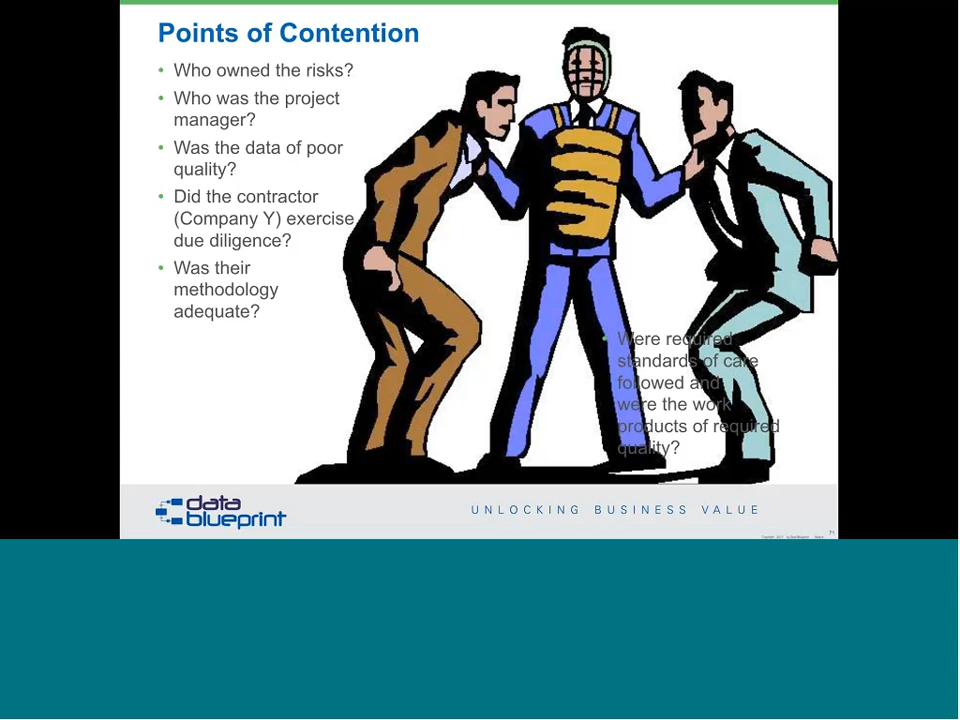 Points of Contention
• Who owned the risks?
• Who was the project
manager?
• Was the data of poor
quality?
• Did the contractor
(Company Y) exercise
due diligence?
• Was their
methodology
adequate?
• Were required
standards of care
followed and
were the work
products of required
quality?
data
blueprint
UNLOCKING BUSINESS VALUE
71